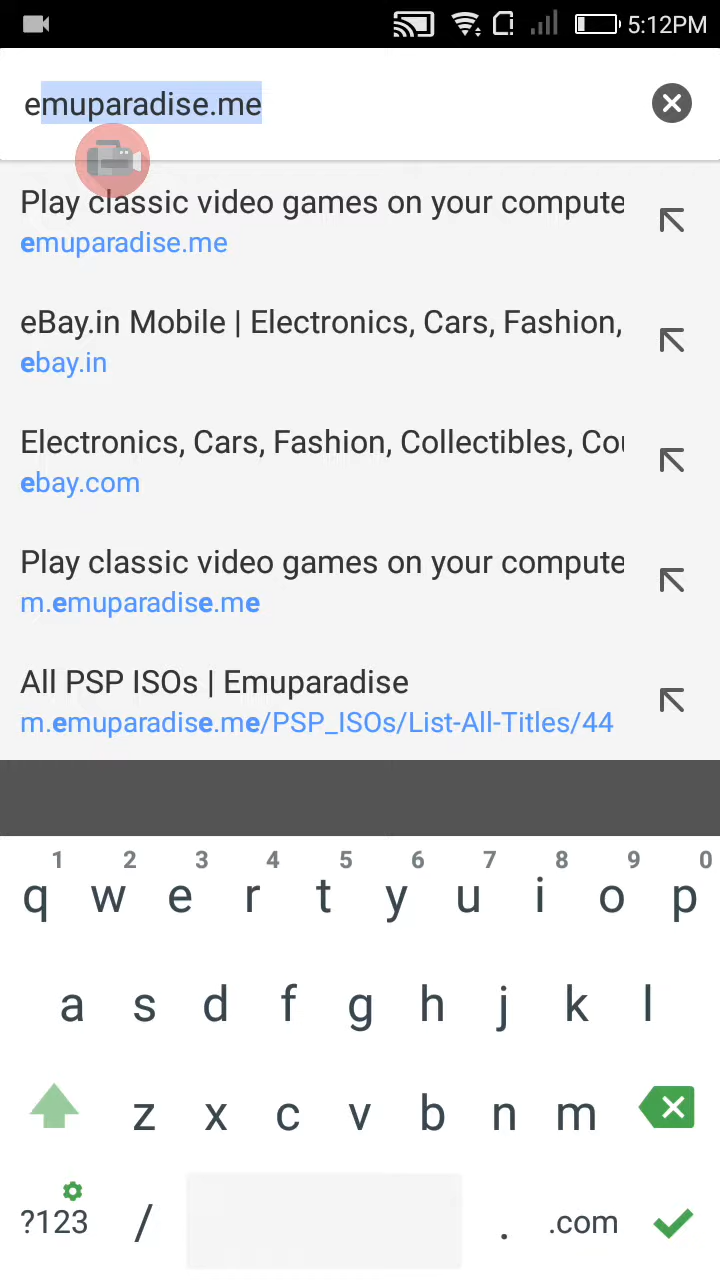 5:12PM
emuparadise.me
Play classic video games on your compute
emuparadise.me
eBay.in Mobile | Electronics, Cars, Fashion,
ebay.in
Electronics, Cars, Fashion, Collectibles, Cou
ebay.com
Play classic video games on your compute
m.emuparadise.me
All PSP ISOs | Emuparadise
m.emuparadise.me/PSP_ISOs/List-All-Titles/44
1 2 3 4 5 6 7 8 9 0
q w e r t y u i o p
a s d f g h j k l
z x c v b n m
?123 / . .com